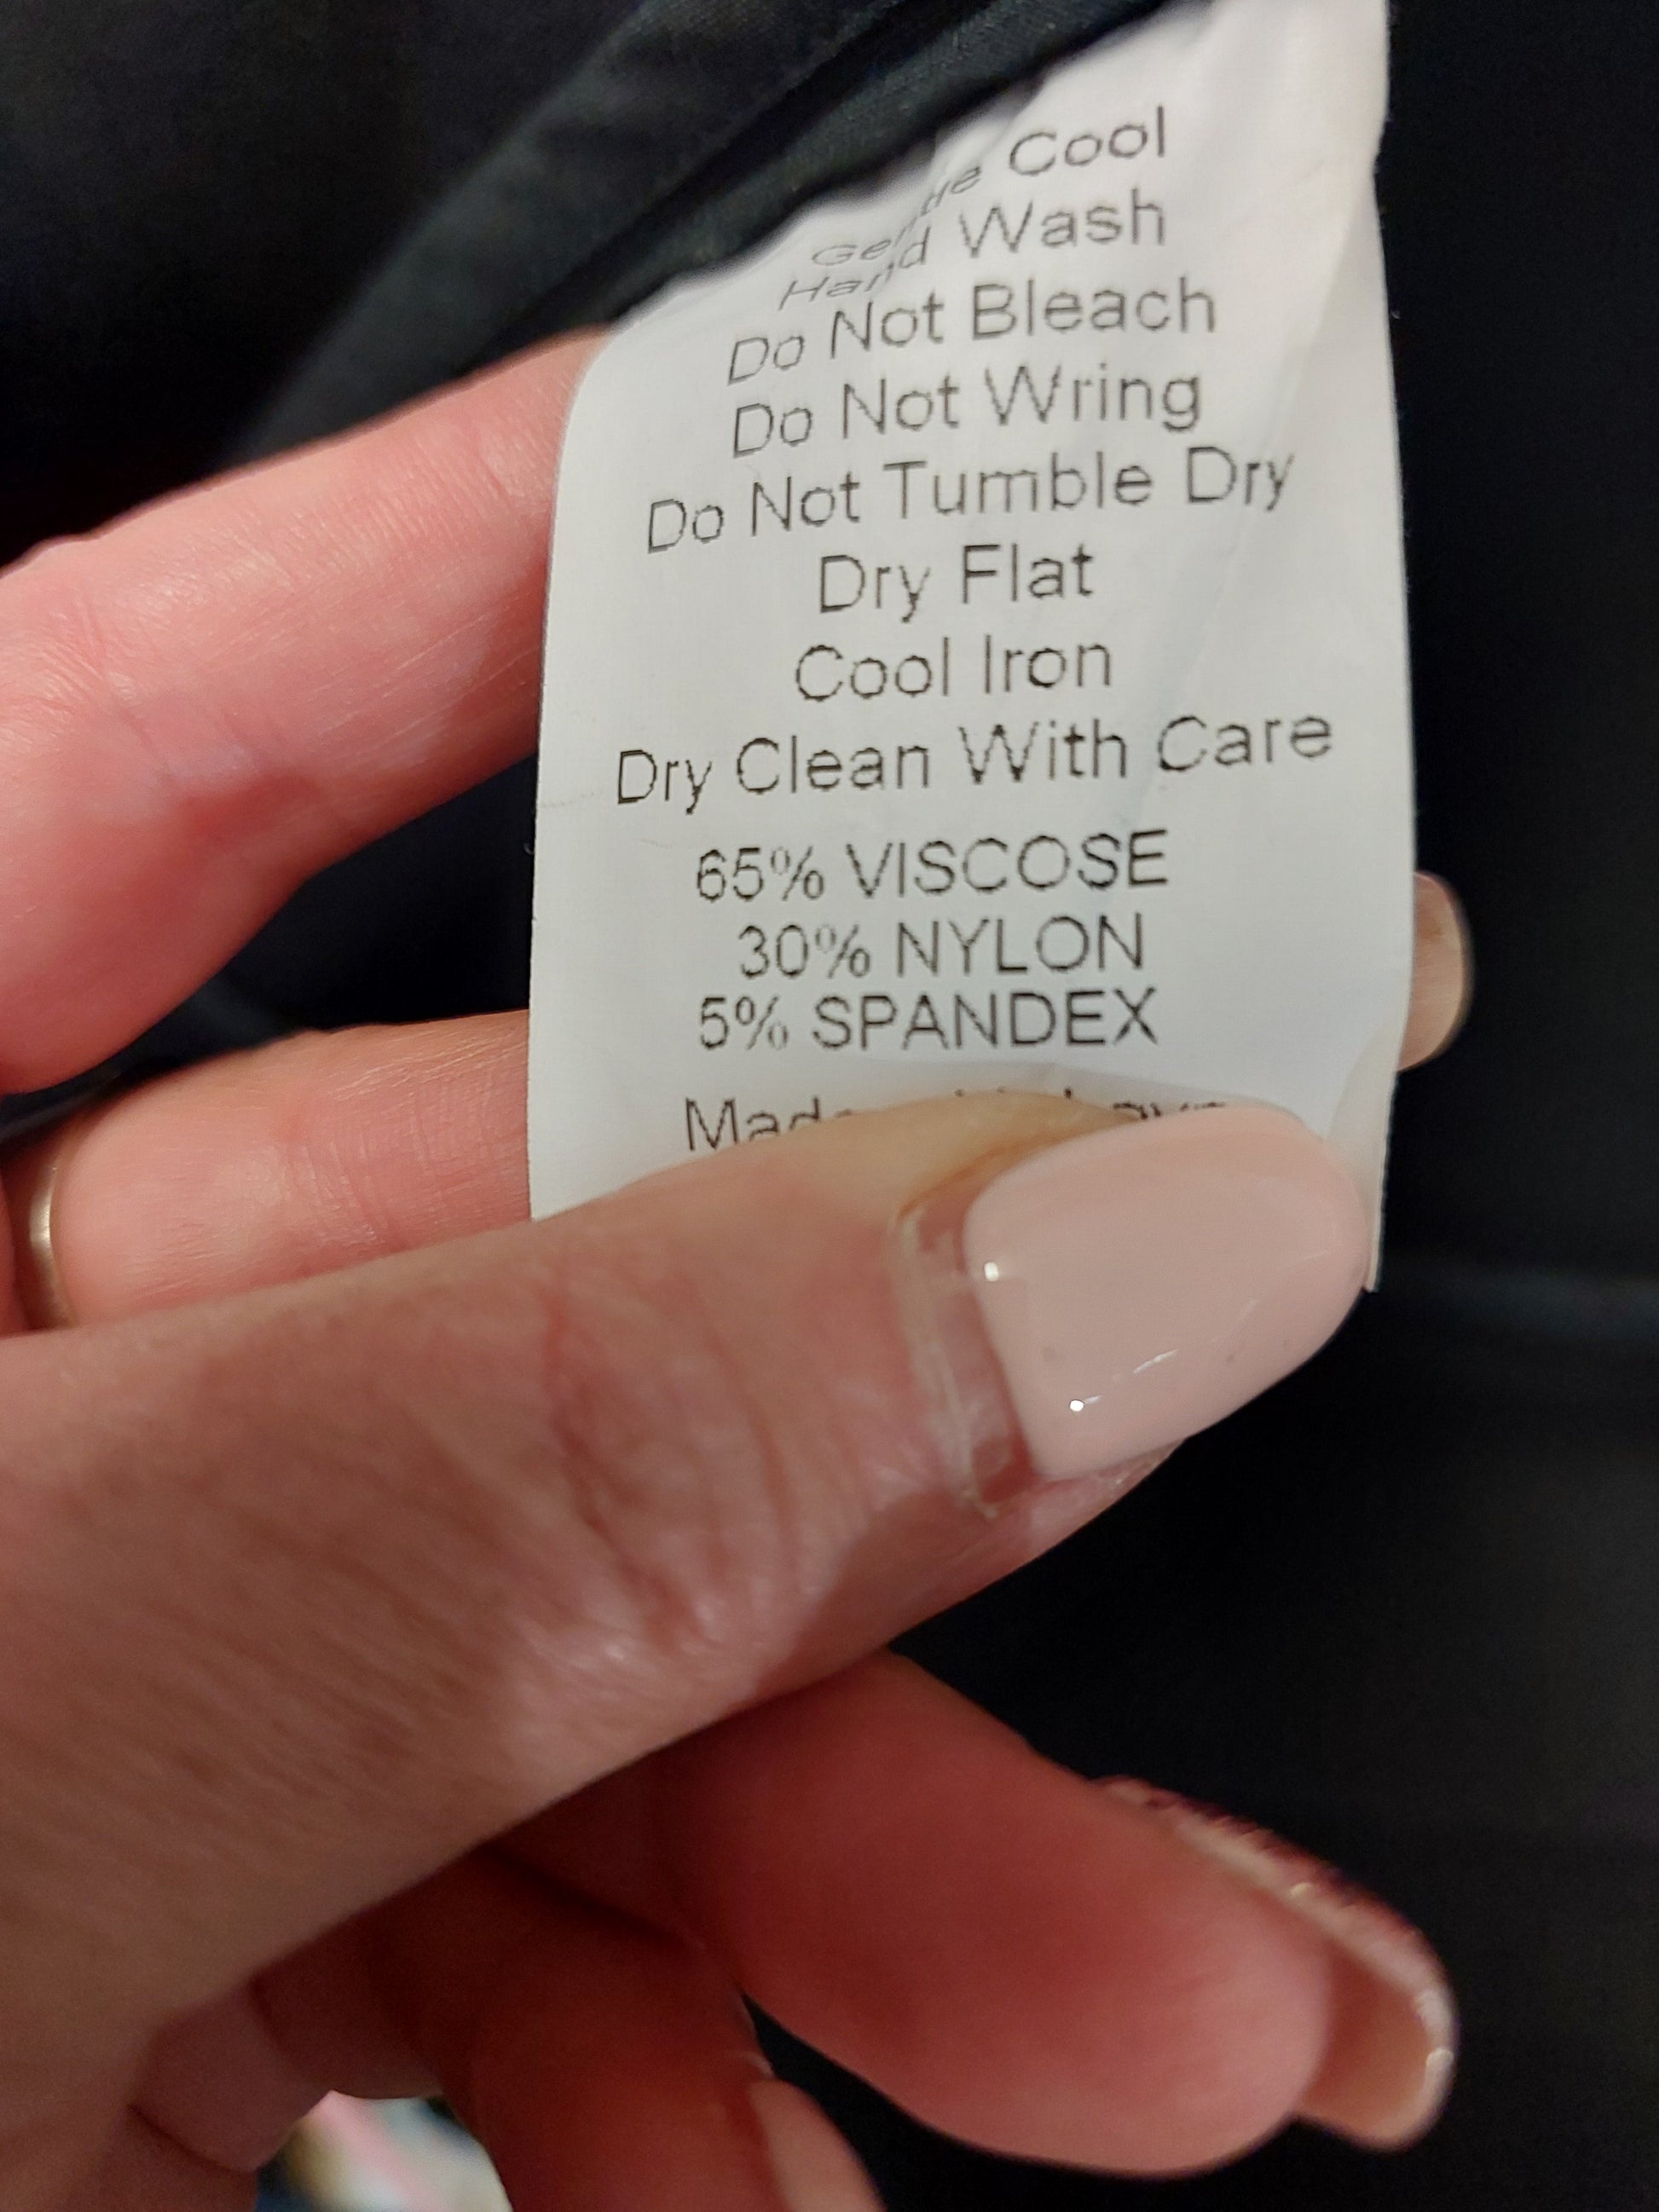 Gentle Cool
Hand Wash
Do Not Bleach
Do Not Wring
Do Not Tumble Dry
Dry Flat
Cool Iron
Dry Clean With Care
65% VISCOSE
30% NYLON
5% SPANDEX
Made